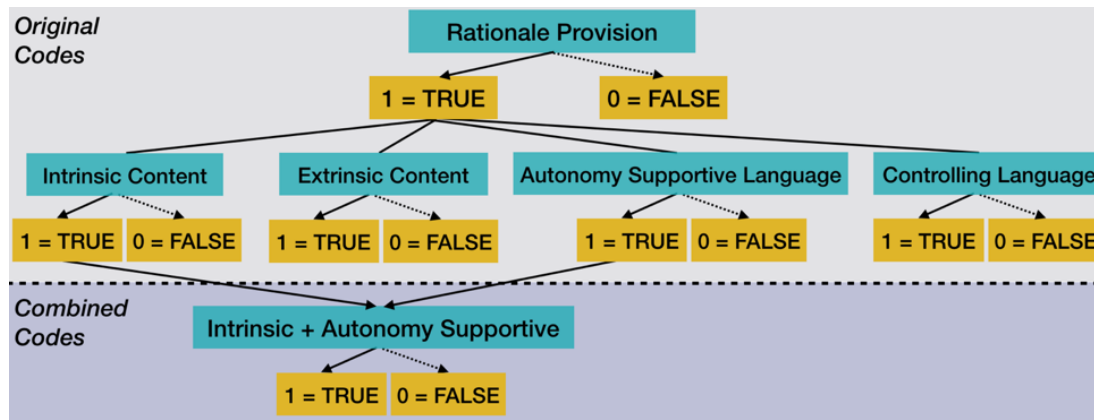 Original
Codes
Rationale Provision
1 = TRUE
0 = FALSE
Intrinsic Content
Extrinsic Content
Autonomy Supportive Language
Controlling Language
1 = TRUE
0 = FALSE
1 = TRUE
0 = FALSE
1 = TRUE
0 = FALSE
1 = TRUE
0 = FALSE
Combined
Codes
Intrinsic + Autonomy Supportive
1 = TRUE
0 = FALSE